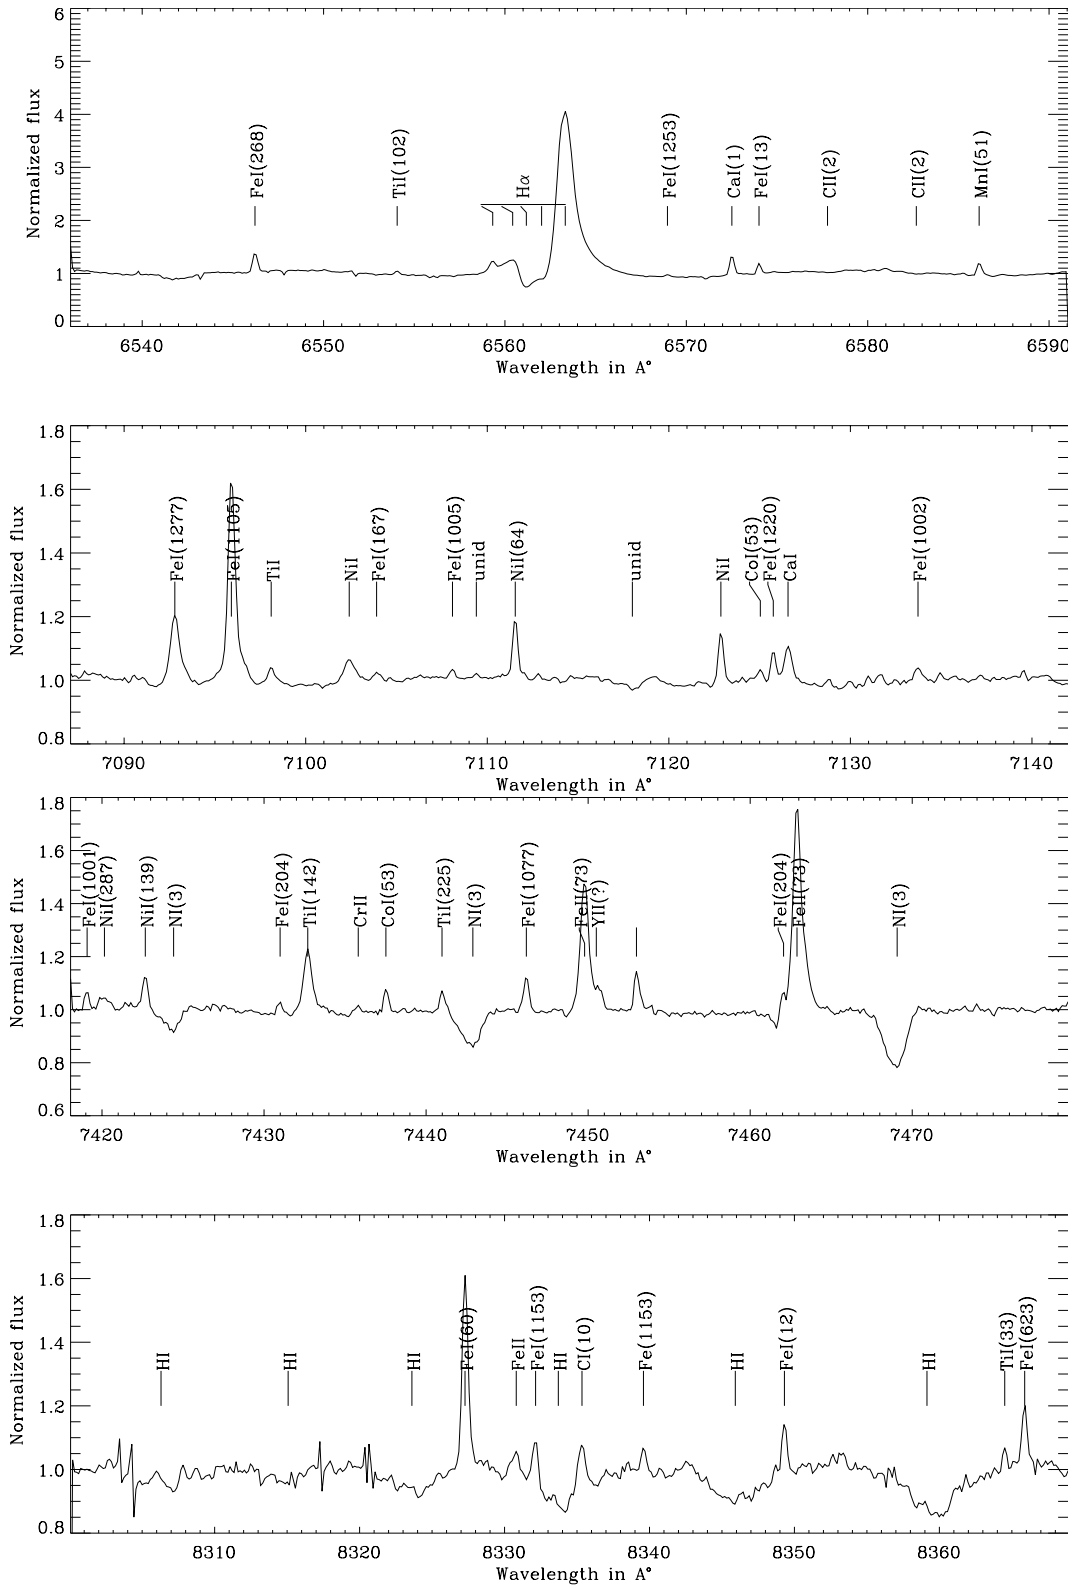 6
5
4
3
2
1
0
Normalized flux
FeI(268)
TiI(102)
Hα
FeI(1253)
CaI(1)
FeI(13)
CII(2)
CII(2)
MnI(51)
6540
6550
6560
6570
6580
6590
Wavelength in A°
1.8
1.6
1.4
1.2
1.0
0.8
Normalized flux
FeI(1277)
FeI(1105)
TiI
NiI
FeI(167)
FeI(1005)
unid
NiI(64)
unid
NiI
CoI(53)
FeI(1220)
CaI
FeI(1002)
7090
7100
7110
7120
7130
7140
Wavelength in A°
1.8
1.6
1.4
1.2
1.0
0.8
0.6
Normalized flux
FeI(1001)
NiI(287)
NiI(139)
NI(3)
FeI(204)
TiI(142)
CrII
CoI(53)
TiI(225)
NI(3)
FeI(1077)
FeII(73)
YII(?)
FeI(204)
FeII(73)
NI(3)
7420
7430
7440
7450
7460
7470
Wavelength in A°
1.8
1.6
1.4
1.2
1.0
0.8
Normalized flux
HI
HI
HI
FeI(60)
FeII
FeI(1153)
HI
CI(10)
Fe(1153)
HI
FeI(12)
HI
TiI(33)
FeI(623)
8310
8320
8330
8340
8350
8360
Wavelength in A°